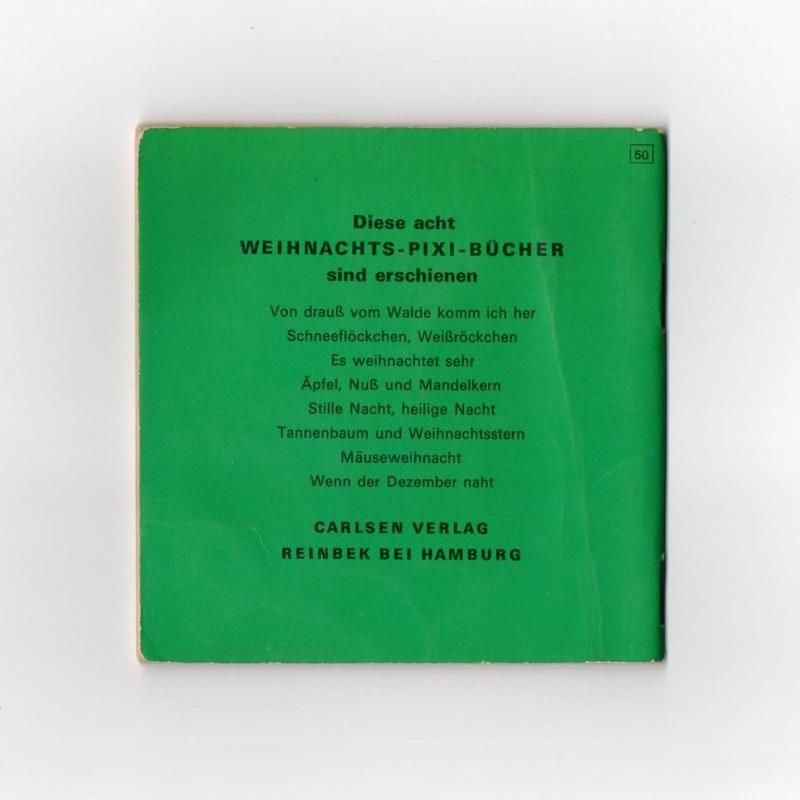 50
Diese acht
WEIHNACHTS-PIXI-BÜCHER
sind erschienen
Von drauß vom Walde komm ich her
Schneeflöckchen, Weißröckchen
Es weihnachtet sehr
Äpfel, Nuß und Mandelkern
Stille Nacht, heilige Nacht
Tannenbaum und Weihnachtsstern
Mäuseweihnacht
Wenn der Dezember naht
CARLSEN VERLAG
REINBEK BEI HAMBURG